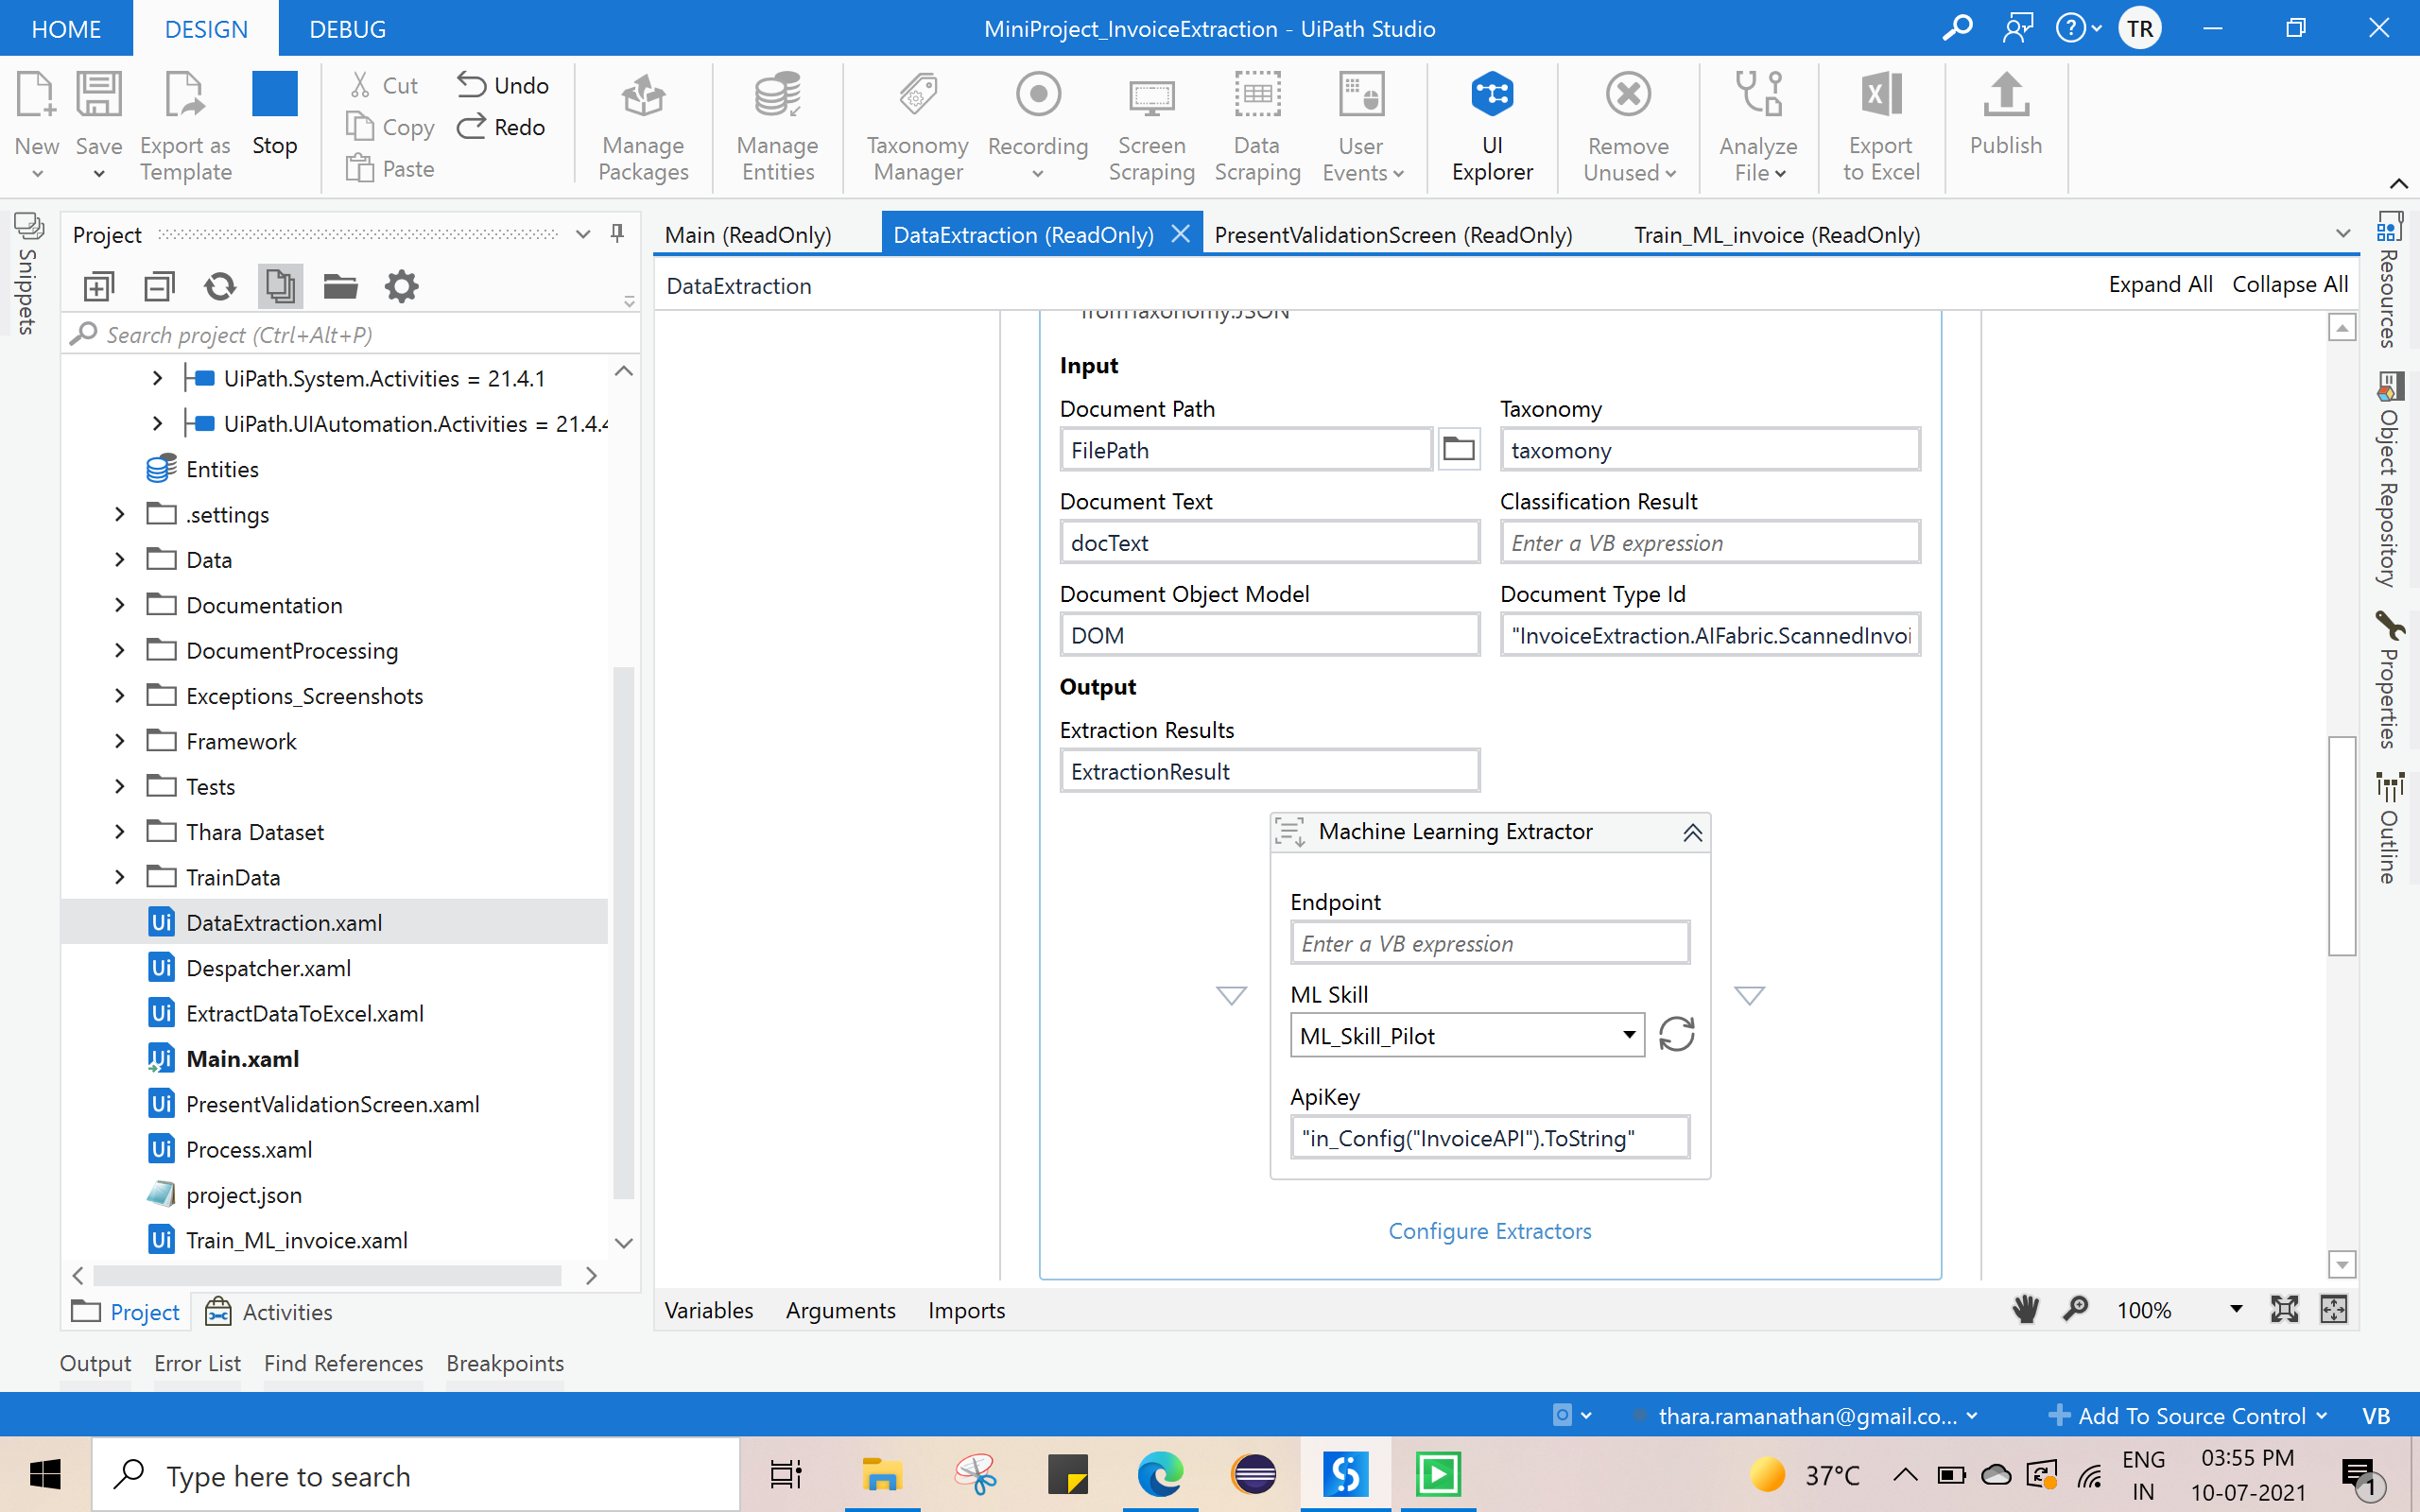 HOME DESIGN DEBUG MiniProject_InvoiceExtraction - UiPath Studio TR
New Save Export as Template Stop
Cut Copy Paste Undo Redo
Manage Packages Manage Entities Taxonomy Manager Recording Screen Scraping Data Scraping User Events UI Explorer Remove Unused Analyze File Export to Excel Publish
Snippets
Project
Search project (Ctrl+Alt+P)
UiPath.System.Activities = 21.4.1
UiPath.UIAutomation.Activities = 21.4.4
Entities
.settings
Data
Documentation
DocumentProcessing
Exceptions_Screenshots
Framework
Tests
Thara Dataset
TrainData
DataExtraction.xaml
Despatcher.xaml
ExtractDataToExcel.xaml
Main.xaml
PresentValidationScreen.xaml
Process.xaml
project.json
Train_ML_invoice.xaml
Project Activities
Main (ReadOnly) DataExtraction (ReadOnly) PresentValidationScreen (ReadOnly) Train_ML_invoice (ReadOnly)
DataExtraction Expand All Collapse All
fromTaxonomy.JSON
Input
Document Path Taxonomy
FilePath taxomony
Document Text Classification Result
docText Enter a VB expression
Document Object Model Document Type Id
DOM "InvoiceExtraction.AIFabric.ScannedInvoi
Output
Extraction Results
ExtractionResult
Machine Learning Extractor
Endpoint
Enter a VB expression
ML Skill
ML_Skill_Pilot
ApiKey
"in_Config("InvoiceAPI").ToString"
Configure Extractors
Variables Arguments Imports 100%
Resources
Object Repository
Properties
Outline
Output Error List Find References Breakpoints
thara.ramanathan@gmail.co... Add To Source Control VB
Type here to search 37°C ENG IN 03:55 PM 10-07-2021 1